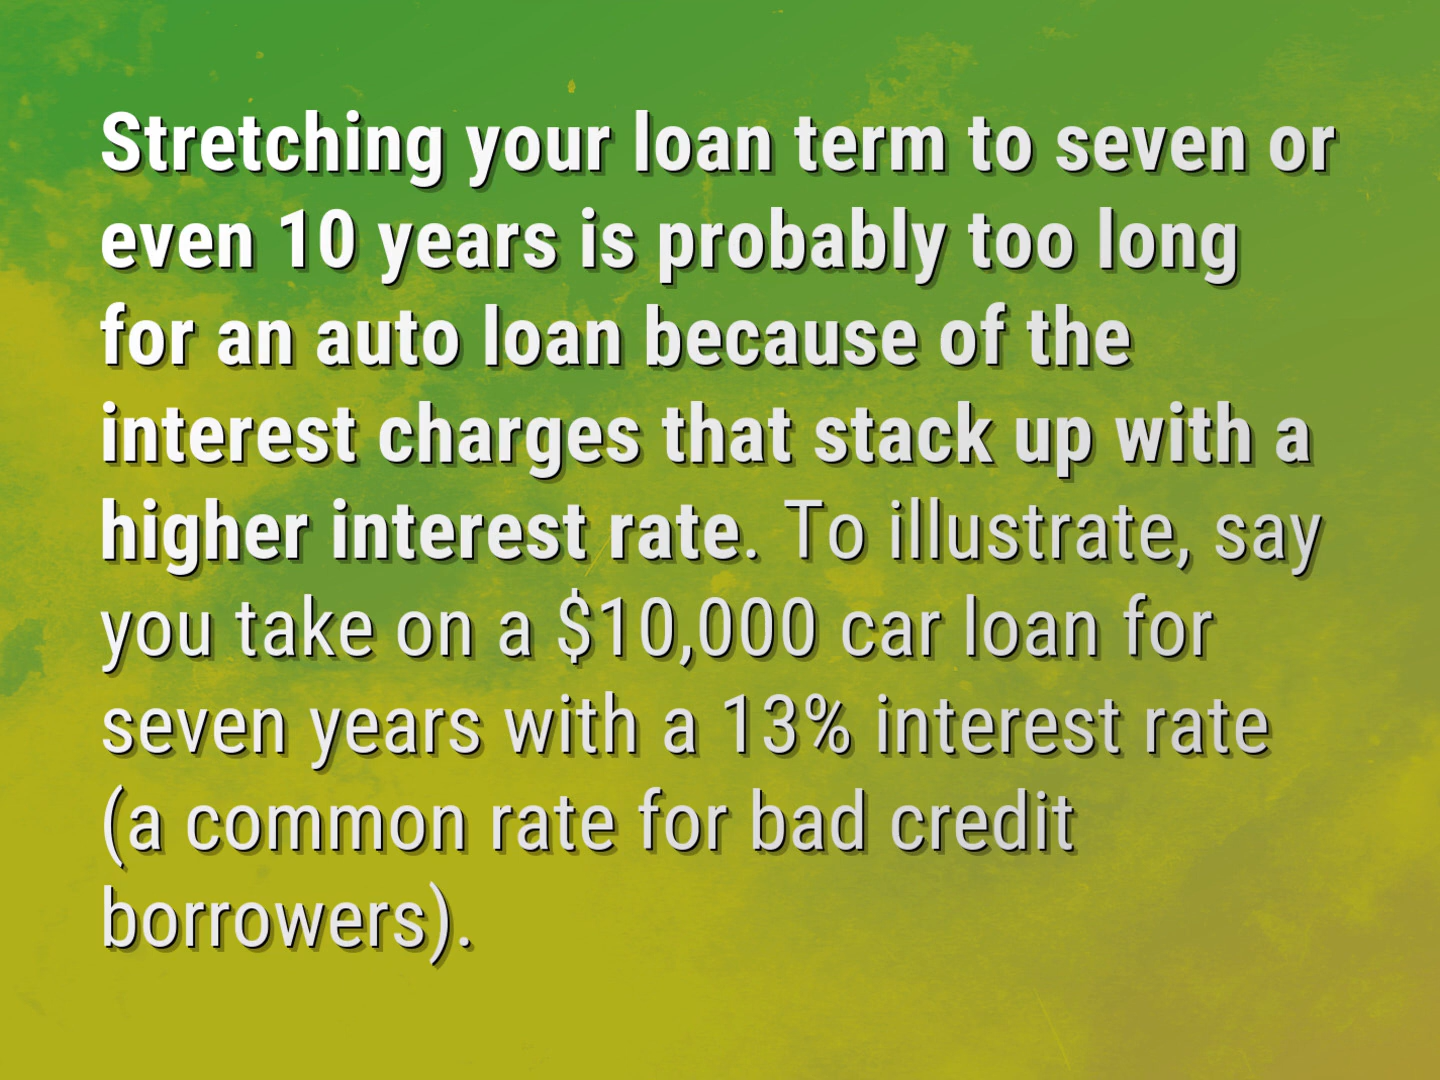 Stretching your loan term to seven or
even 10 years is probably too long
for an auto loan because of the
interest charges that stack up with a
higher interest rate. To illustrate, say
you take on a $10,000 car loan for
seven years with a 13% interest rate
(a common rate for bad credit
borrowers).